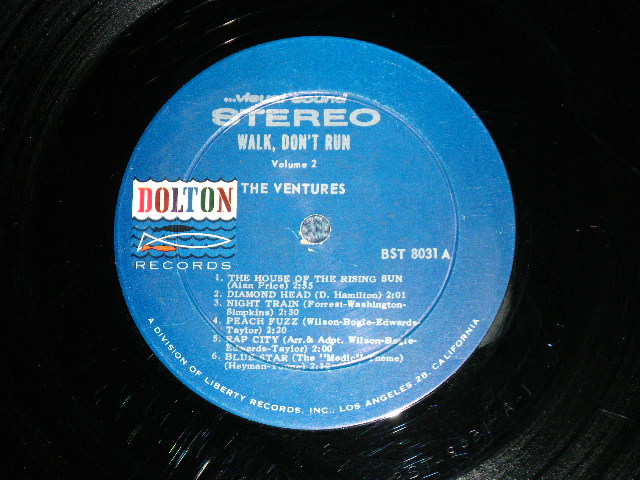 ...visual sound
STEREO
WALK, DON'T RUN
Volume 2
THE VENTURES
DOLTON
RECORDS
BST 8031 A
1. THE HOUSE OF THE RISING SUN
(Alan Price) 2:55
2. DIAMOND HEAD (D. Hamilton) 2:01
3. NIGHT TRAIN (Forrest-Washington-
Simpkins) 2:30
4. PEACH FUZZ (Wilson-Bogle-Edwards-
Taylor) 2:20
5. RAP CITY (Arr.& Adpt. Wilson-Bogle-
Edwards-Taylor) 2:00
6. BLUE STAR (The "Medic" Theme)
(Heyman-Young)
A DIVISION OF LIBERTY RECORDS, INC., LOS ANGELES 28, CALIFORNIA